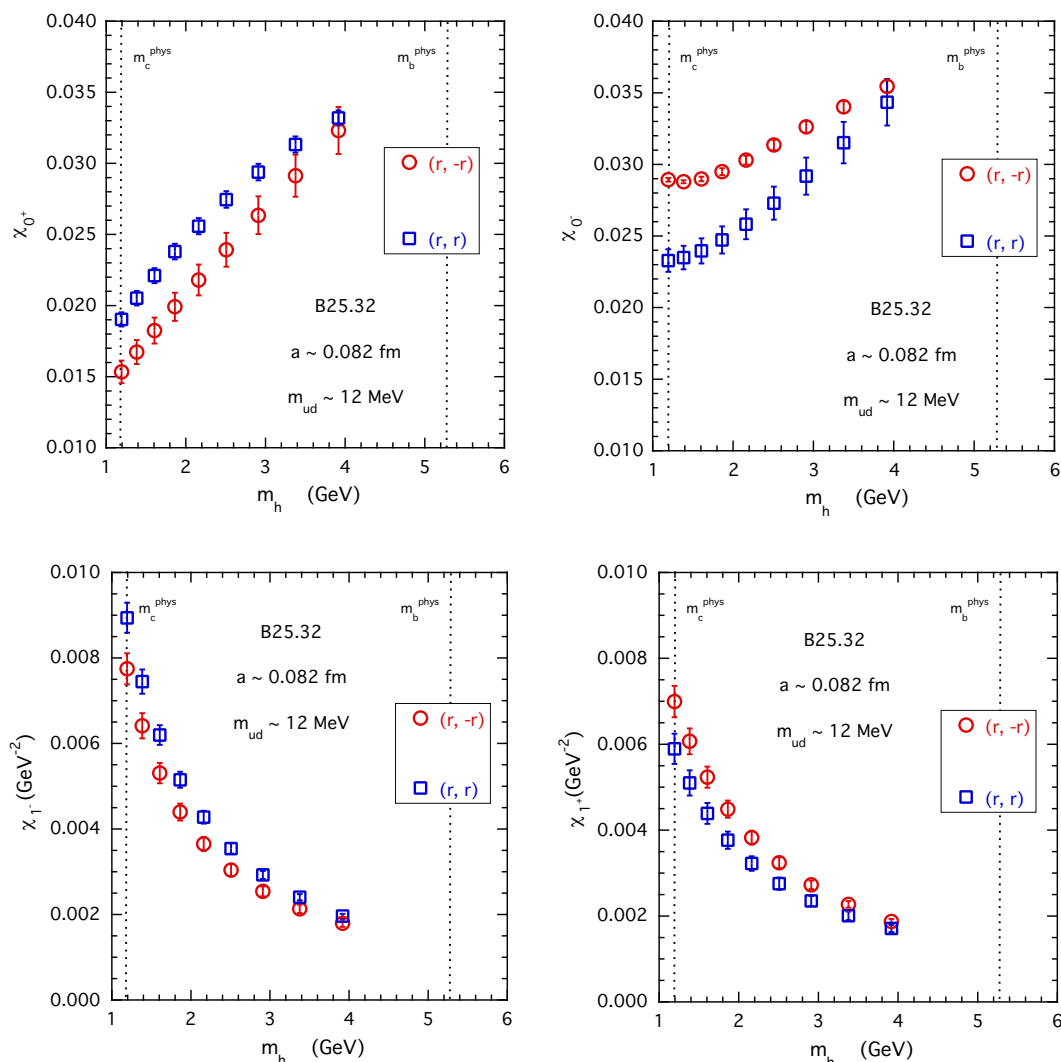 0.040
0.035
0.030
0.025
0.020
0.015
0.010
χ0+
m_c^phys
m_b^phys
(r, -r)
(r, r)
B25.32
a ~ 0.082 fm
m_ud ~ 12 MeV
1 2 3 4 5 6
m_h (GeV)
0.040
0.035
0.030
0.025
0.020
0.015
0.010
χ0-
m_c^phys
m_b^phys
(r, -r)
(r, r)
B25.32
a ~ 0.082 fm
m_ud ~ 12 MeV
1 2 3 4 5 6
m_h (GeV)
0.010
0.008
0.006
0.004
0.002
0.000
χ1- (GeV^-2)
m_c^phys
m_b^phys
B25.32
a ~ 0.082 fm
m_ud ~ 12 MeV
(r, -r)
(r, r)
1 2 3 4 5 6
m_h (GeV)
0.010
0.008
0.006
0.004
0.002
0.000
χ1+ (GeV^-2)
m_c^phys
m_b^phys
B25.32
a ~ 0.082 fm
m_ud ~ 12 MeV
(r, -r)
(r, r)
1 2 3 4 5 6
m_h (GeV)